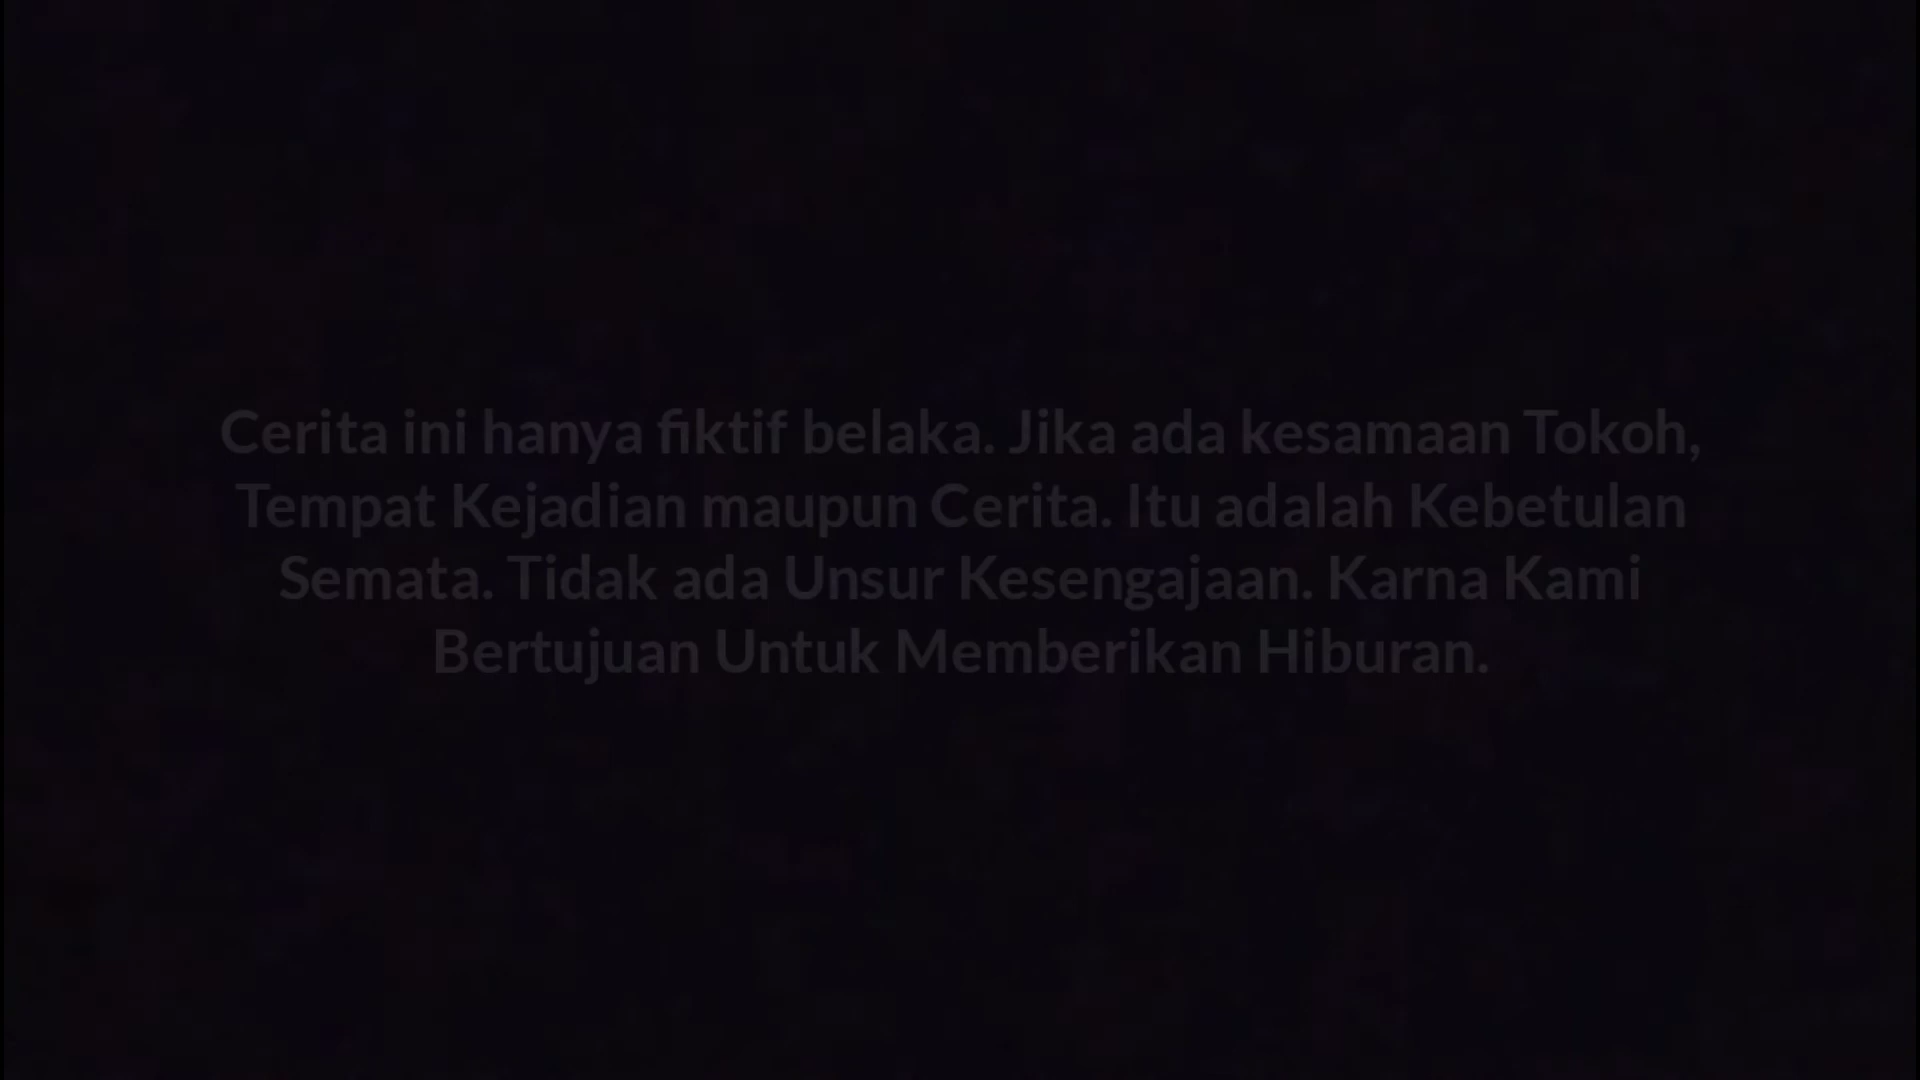 Cerita ini hanya fiktif belaka. Jika ada kesamaan Tokoh,
Tempat Kejadian maupun Cerita. Itu adalah Kebetulan
Semata. Tidak ada Unsur Kesengajaan. Karna Kami
Bertujuan Untuk Memberikan Hiburan.